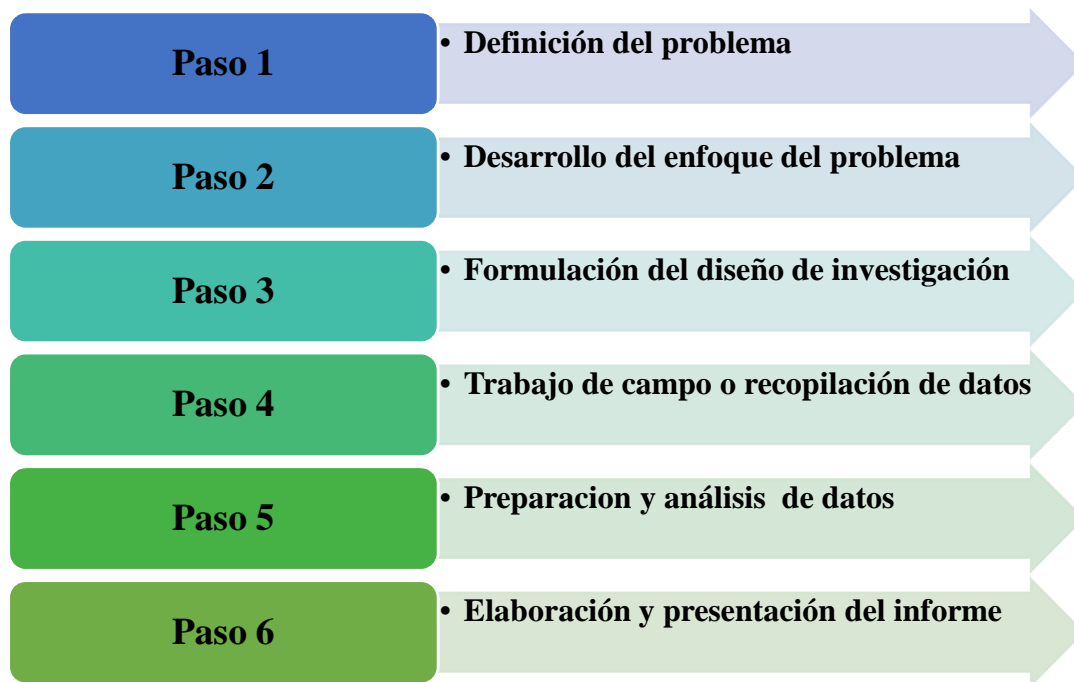 Paso 1
• Definición del problema
Paso 2
• Desarrollo del enfoque del problema
Paso 3
• Formulación del diseño de investigación
Paso 4
• Trabajo de campo o recopilación de datos
Paso 5
• Preparacion y análisis  de datos
Paso 6
• Elaboración y presentación del informe